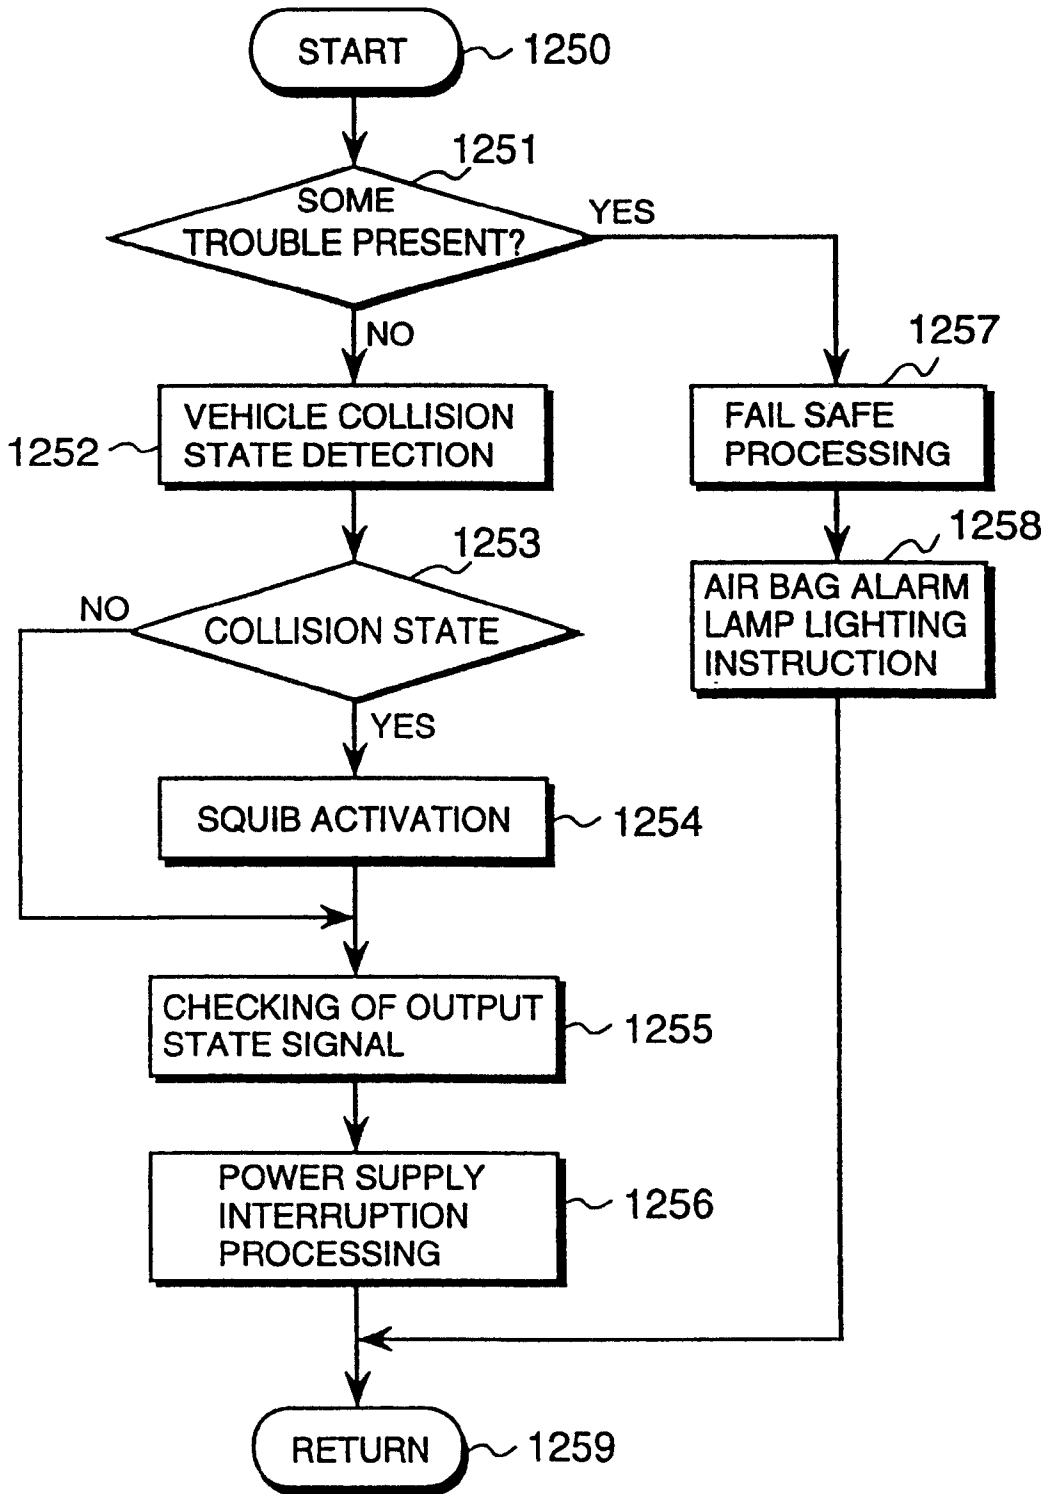 START
1250
1251
SOME
TROUBLE PRESENT?
YES
NO
1257
VEHICLE COLLISION
STATE DETECTION
1252
FAIL SAFE
PROCESSING
1253
1258
NO
COLLISION STATE
AIR BAG ALARM
LAMP LIGHTING
INSTRUCTION
YES
SQUIB ACTIVATION
1254
CHECKING OF OUTPUT
STATE SIGNAL
1255
POWER SUPPLY
INTERRUPTION
PROCESSING
1256
RETURN
1259